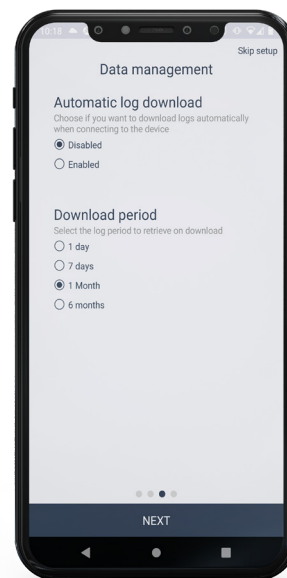 10:16
Skip setup
Data management
Automatic log download
Choose if you want to download logs automatically
when connecting to the device
Disabled
Enabled
Download period
Select the log period to retrieve on download
1 day
7 days
1 Month
6 months
NEXT